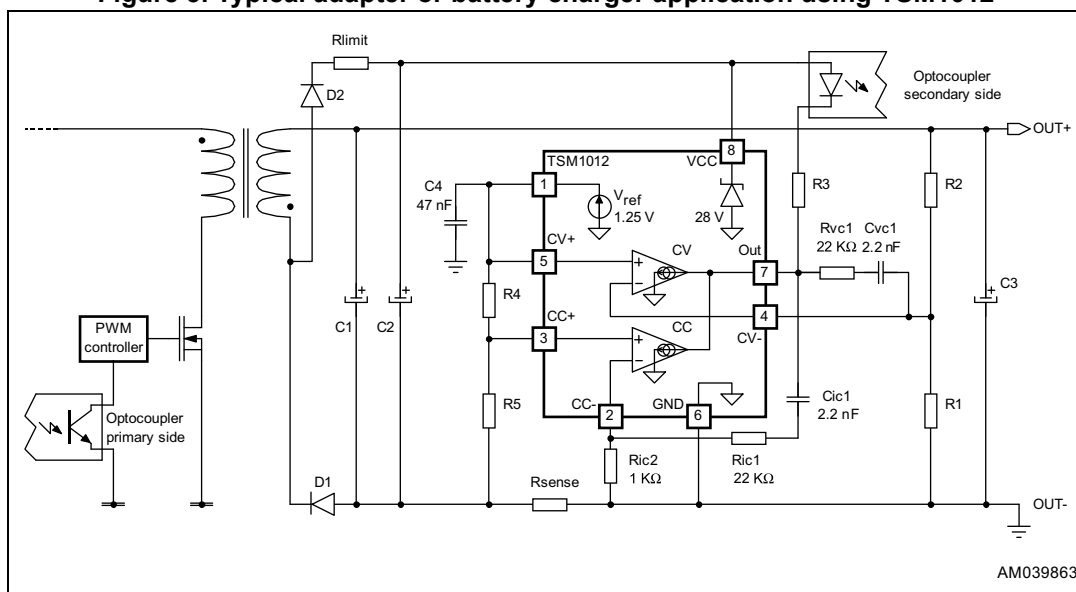 Figure 5. Typical adapter or battery charger application using TSM1012
Rlimit
D2
Optocoupler
secondary side
OUT+
TSM1012
8
VCC
1
Vref
1.25 V
28 V
C4
47 nF
R3
R2
CV+
5
CV
Out
7
Rvc1
22 KΩ
Cvc1
2.2 nF
R4
C1
C2
C3
CC+
3
CC
4
CV-
PWM
controller
R5
CC-
2
GND
6
Cic1
2.2 nF
R1
Optocoupler
primary side
Ric2
1 KΩ
Ric1
22 KΩ
D1
Rsense
OUT-
AM039863